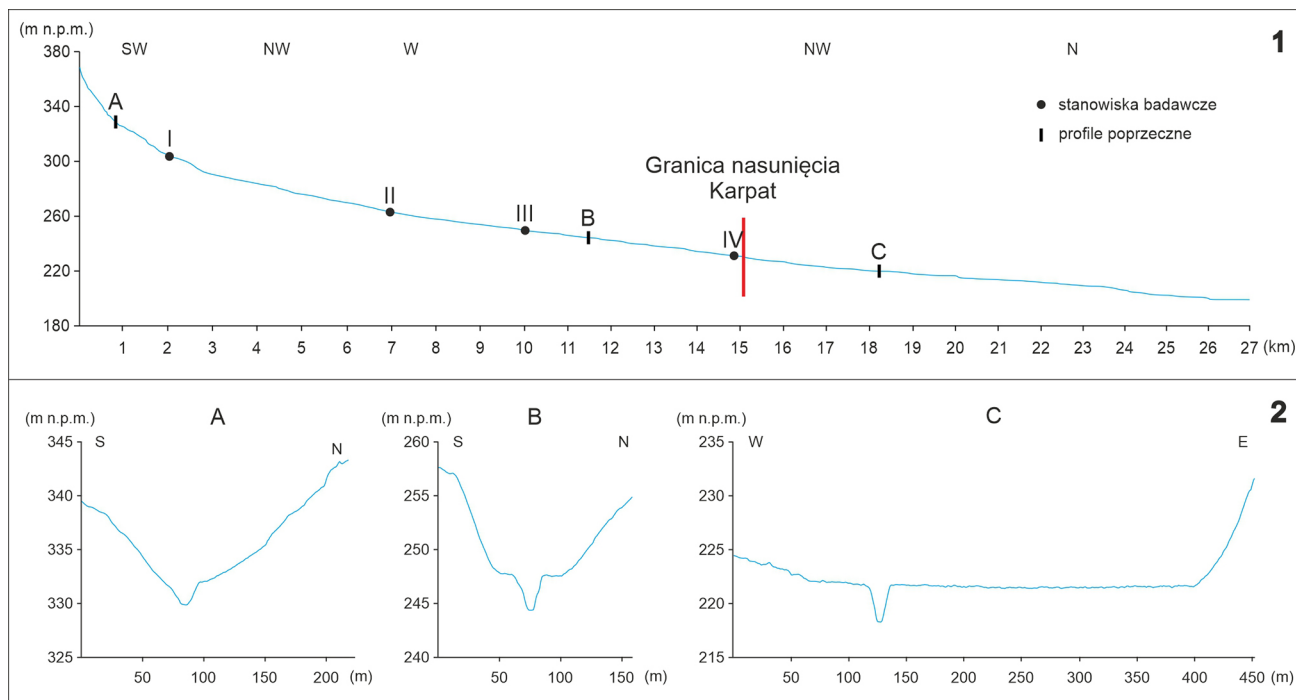 (m n.p.m.)
SW NW W NW N 1
380
340
300
260
220
180
A
I
II
III
B
IV
C
Granica nasunięcia
Karpat
stanowiska badawcze
profile poprzeczne
1 2 3 4 5 6 7 8 9 10 11 12 13 14 15 16 17 18 19 20 21 22 23 24 25 26 27 (km)
2
(m n.p.m.) A
S N
345
340
335
330
325
50 100 150 200 (m)
(m n.p.m.) B
S N
260
255
250
245
240
50 100 150 (m)
(m n.p.m.) C
W E
235
230
225
220
215
50 100 150 200 250 300 350 400 450 (m)